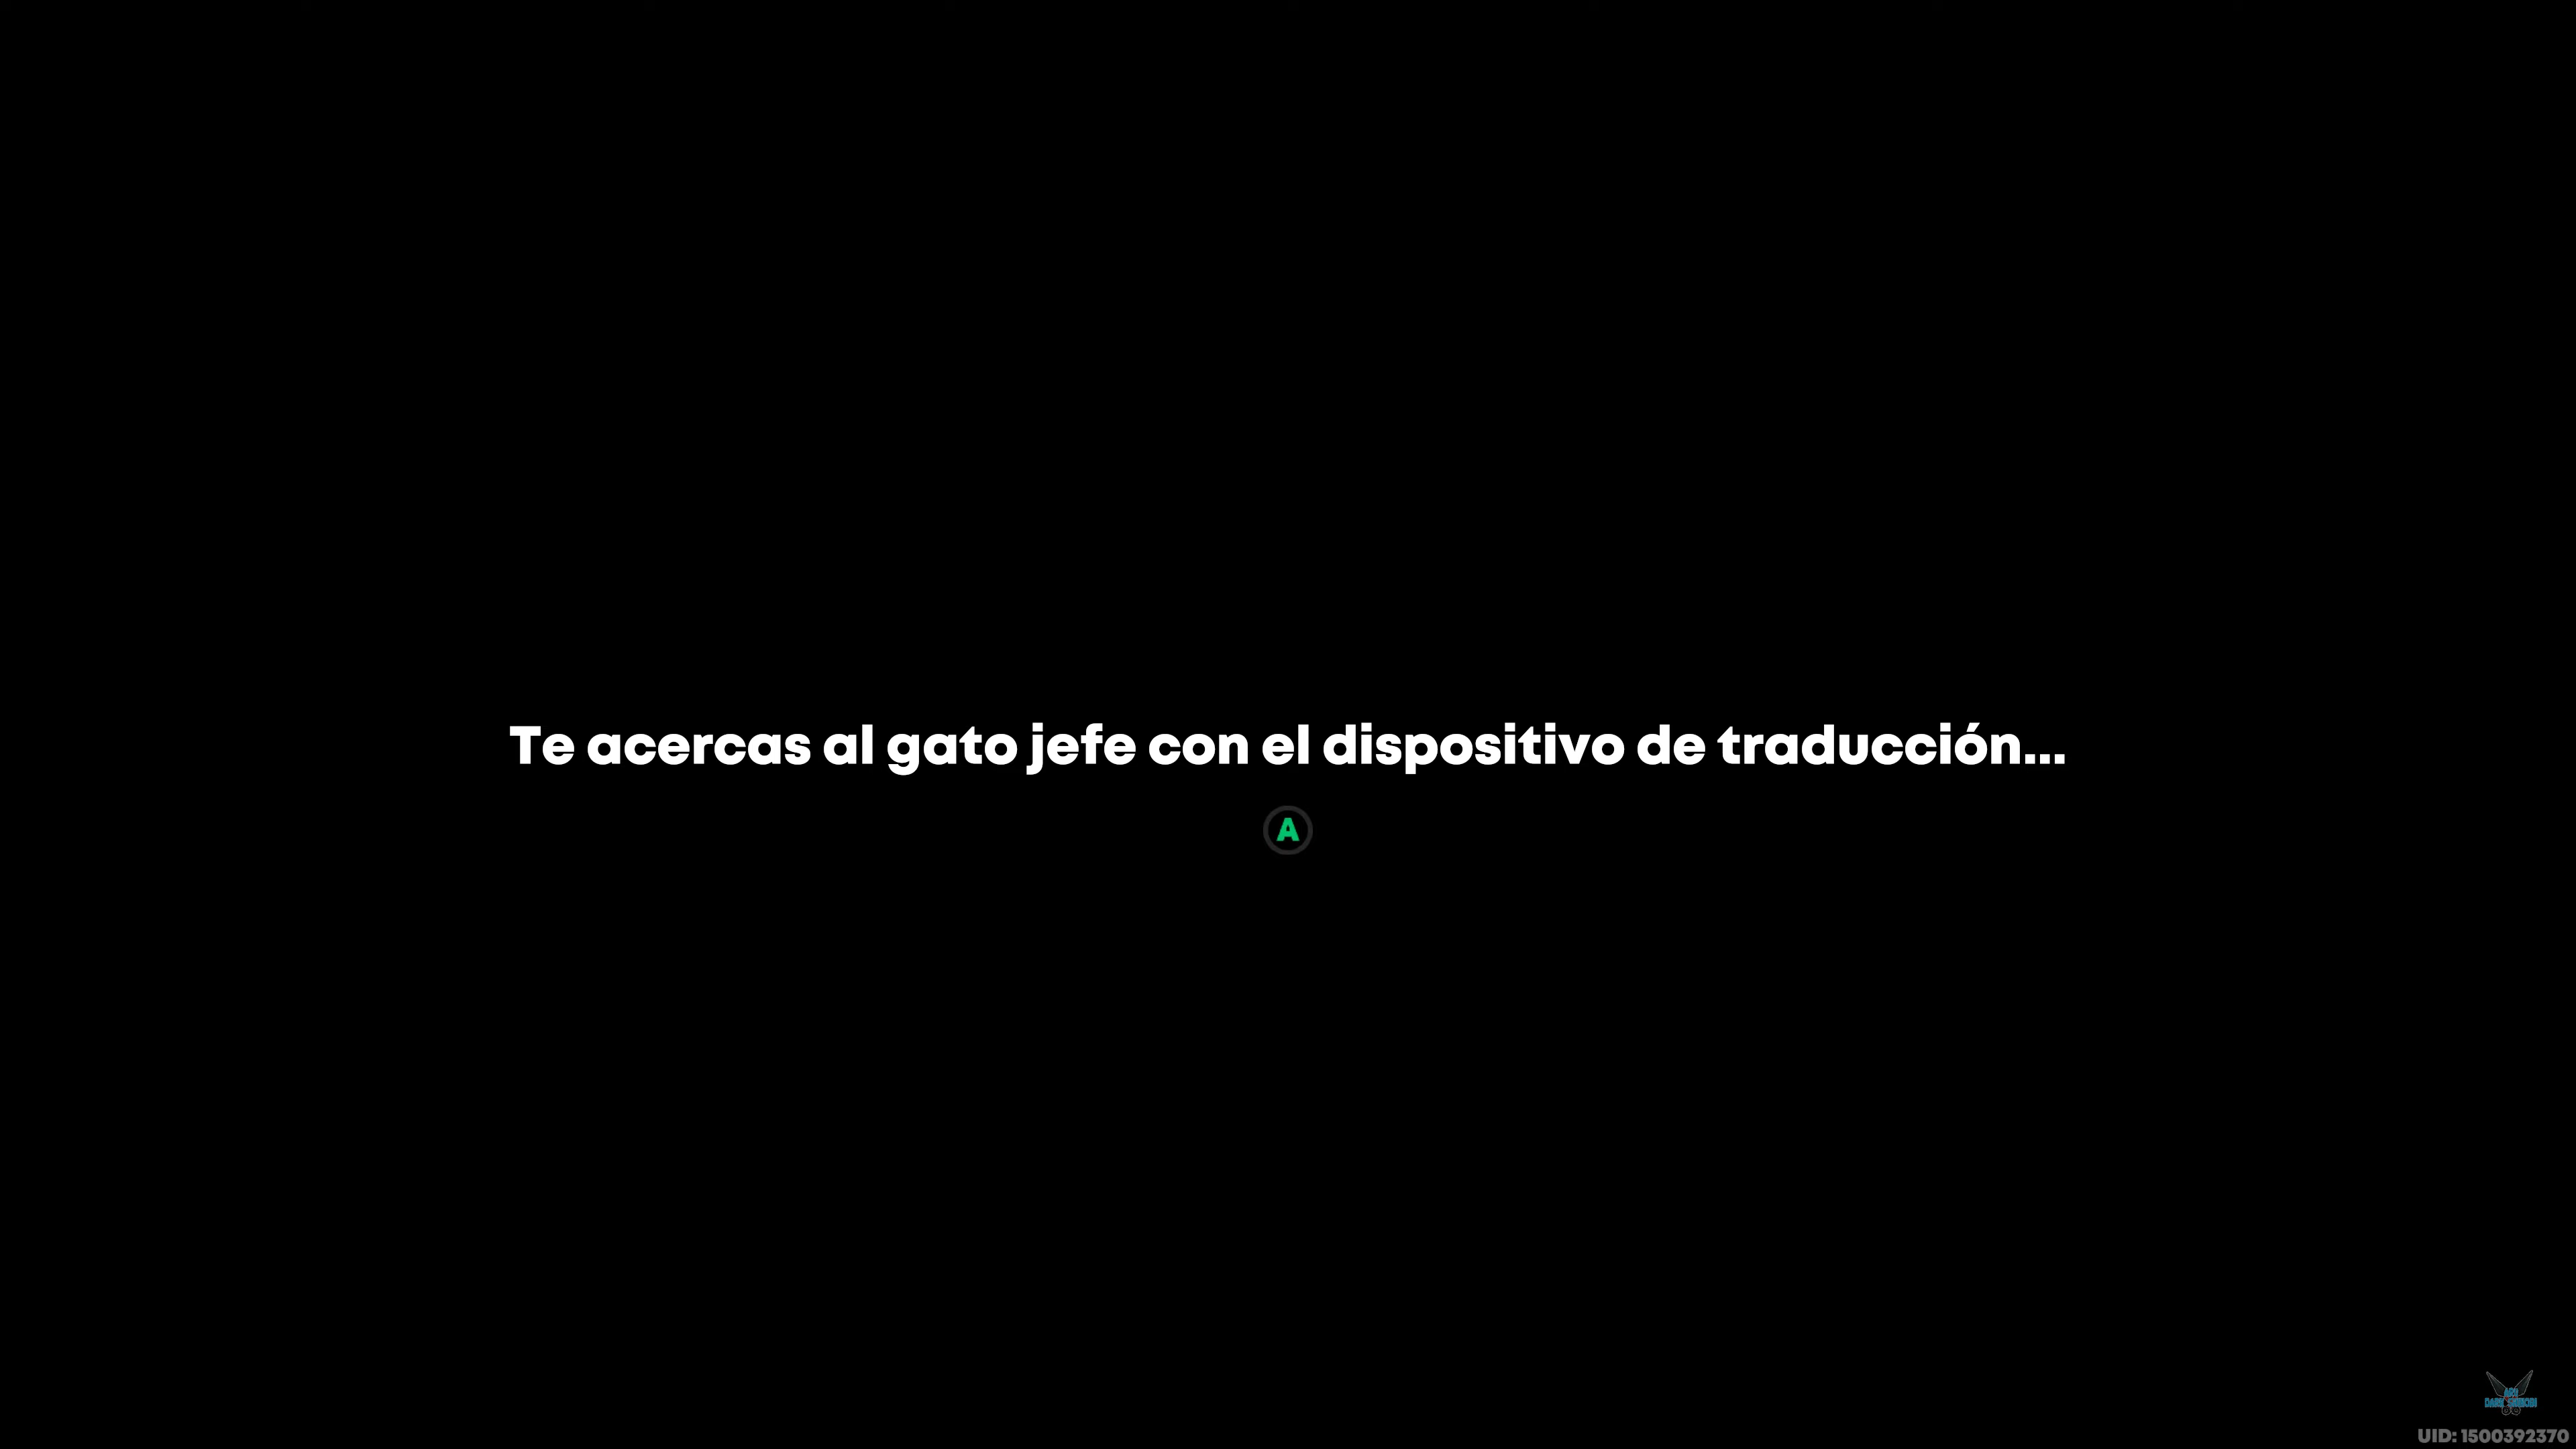 Te acercas al gato jefe con el dispositivo de traducción...
A
UID: 1500392370